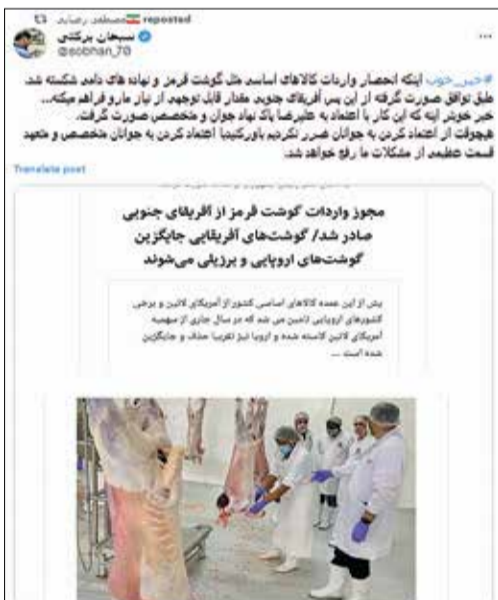 مصطفی رضایی reposted
سبحان برکتی
@sobhan_70
#خبر_خوب اینکه انحصار واردات کالاهای اساسی مثل گوشت قرمز و نهاده های دامی شکسته شد.
طبق توافق صورت گرفته از این پس آفریقای جنوبی مقدار قابل توجهی از نیاز مارو فراهم میکنه...
خبر خوبتر اینه که این کار با اعتماد به علیرضا پاک نهاد جوان و متخصص صورت گرفت.
هیچوقت از اعتماد کردن به جوانان ضرر نکردیم باورکنیدبا اعتماد کردن به جوانان متخصص و متعهد
قسمت عظیمی از مشکلات ما رفع خواهد شد.
Translate post
مجوز واردات گوشت قرمز از آفریقای جنوبی
صادر شد/ گوشت‌های آفریقایی جایگزین
گوشت‌های اروپایی و برزیلی می‌شوند
پیش از این عمده کالاهای اساسی کشور از آمریکای لاتین و برخی
کشورهای اروپایی تامین می شد که در سال جاری از سهمیه
آمریکای لاتین کاسته شده و اروپا نیز تقریبا حذف و جایگزین
شده است ...